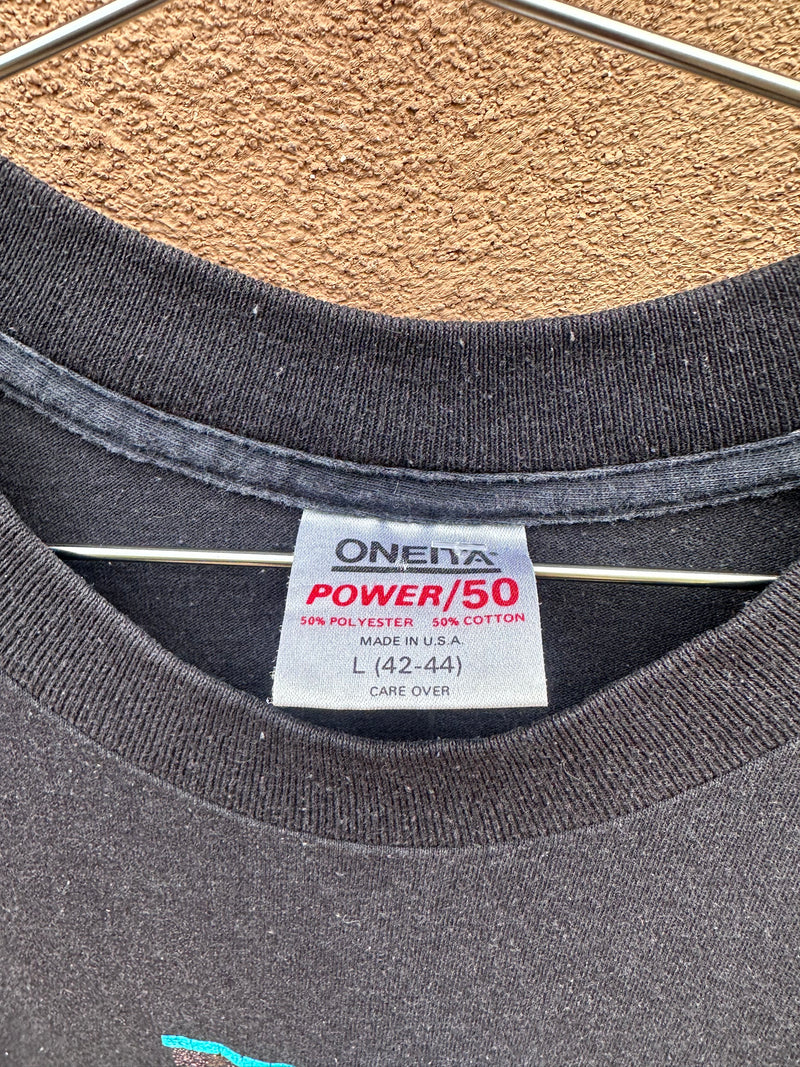 ONEITA
POWER/50
50% POLYESTER 50% COTTON
MADE IN U.S.A.
L (42-44)
CARE OVER